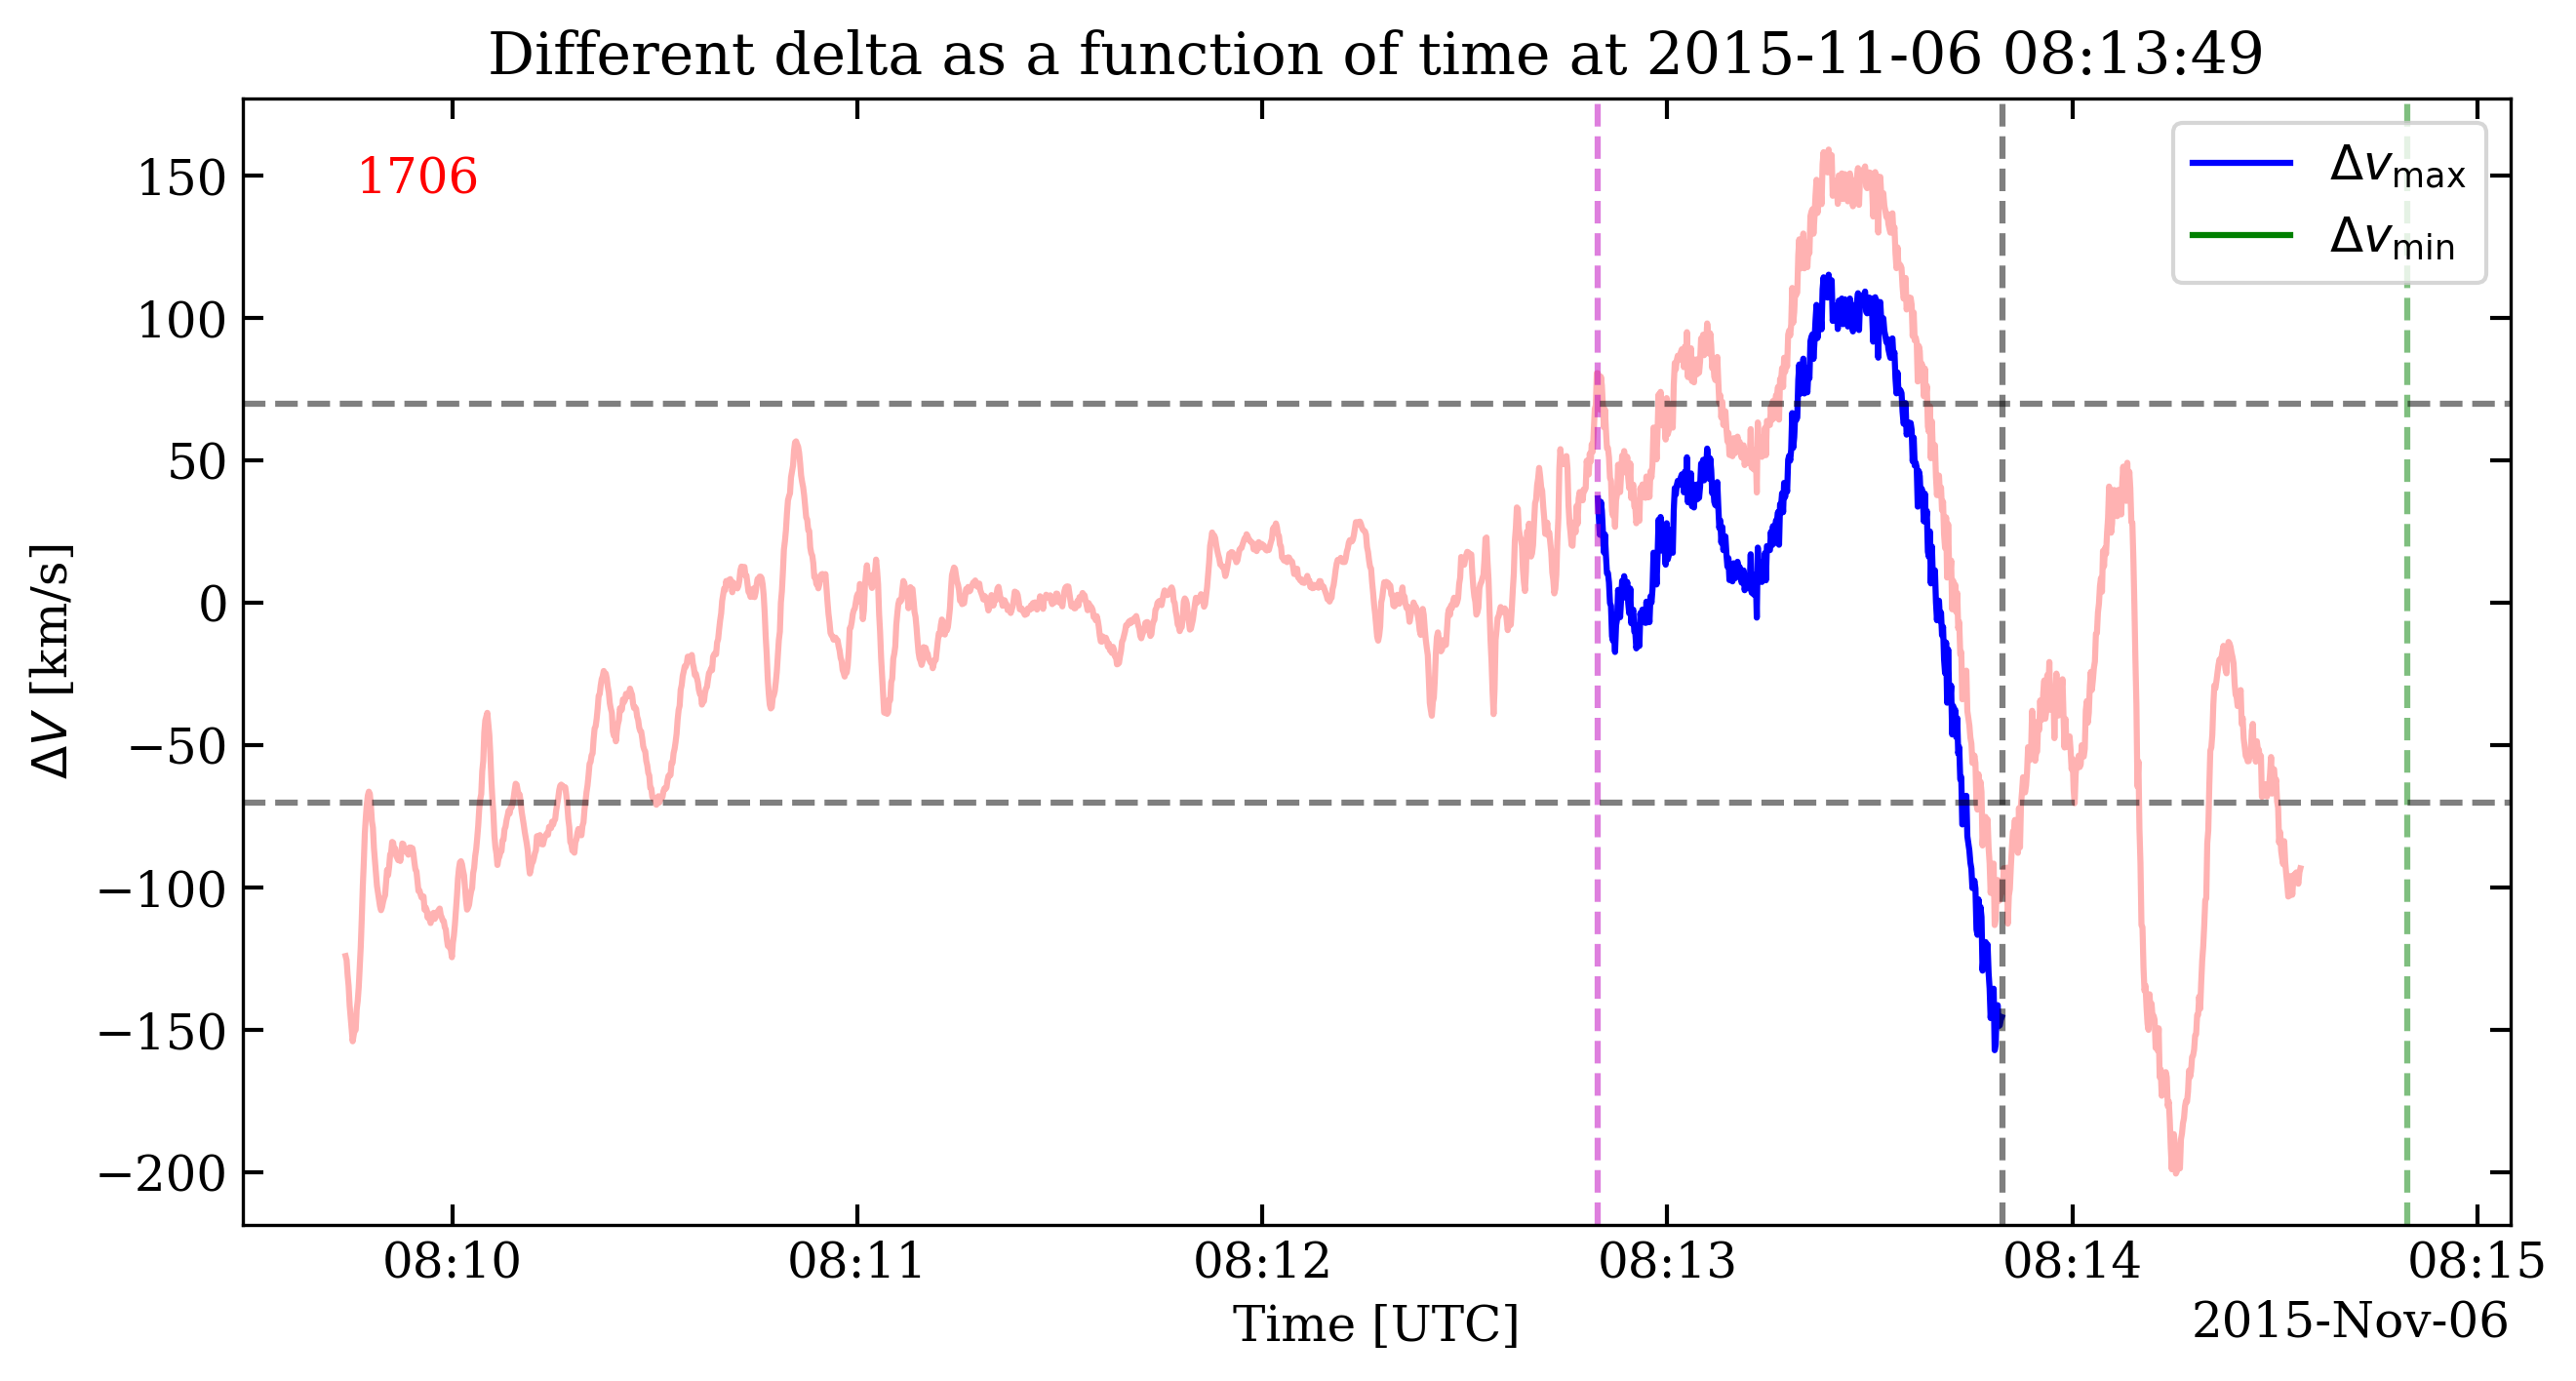 Different delta as a function of time at 2015-11-06 08:13:49
1706
Δv_max
Δv_min
150
100
50
0
−50
−100
−150
−200
ΔV [km/s]
08:10 08:11 08:12 08:13 08:14 08:15
Time [UTC]
2015-Nov-06